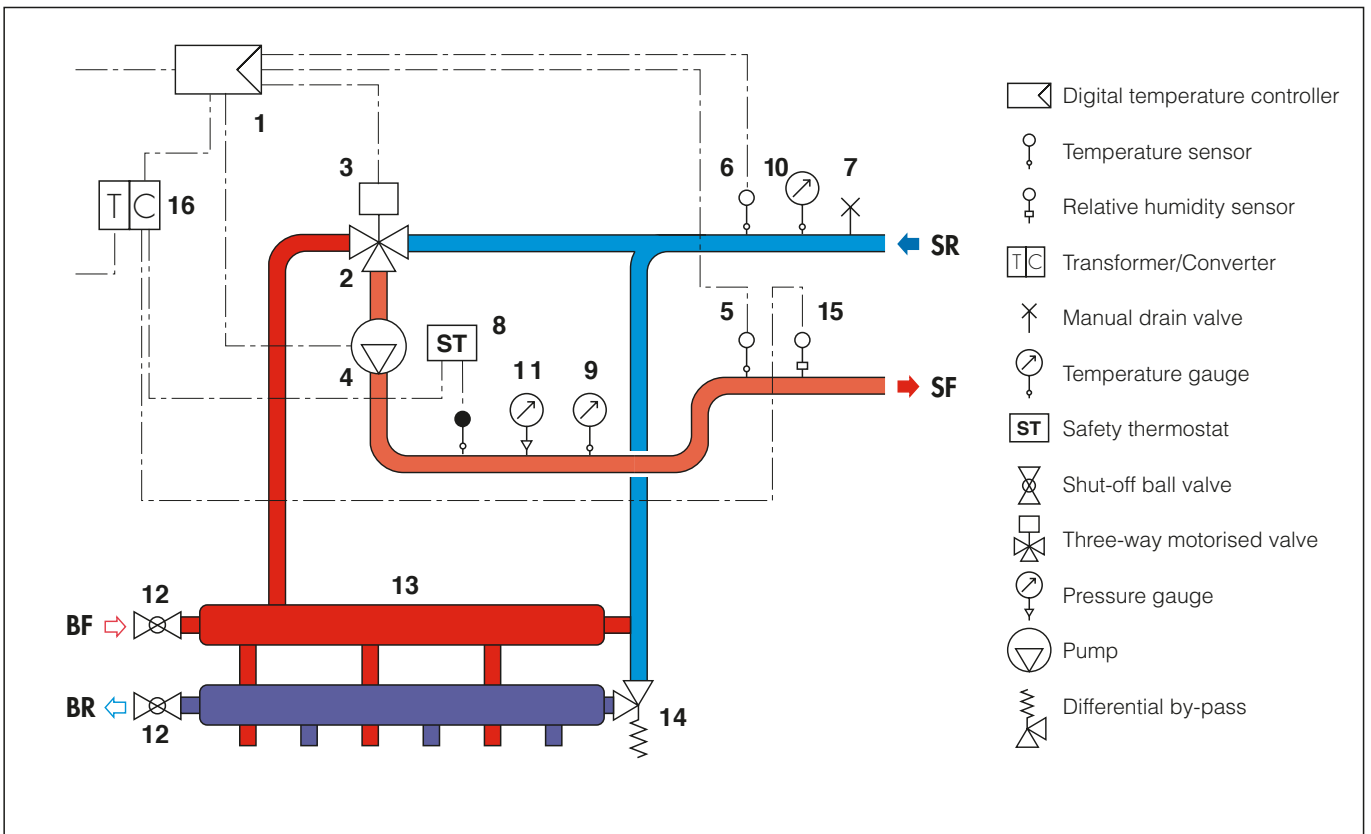 1
3
6
10
7
Digital temperature controller
Temperature sensor
T C
16
Relative humidity sensor
SR
T C
Transformer/Converter
2
5
15
Manual drain valve
ST
8
4
11
9
SF
Temperature gauge
ST
Safety thermostat
Shut-off ball valve
Three-way motorised valve
12
13
Pressure gauge
BF
Pump
BR
12
14
Differential by-pass